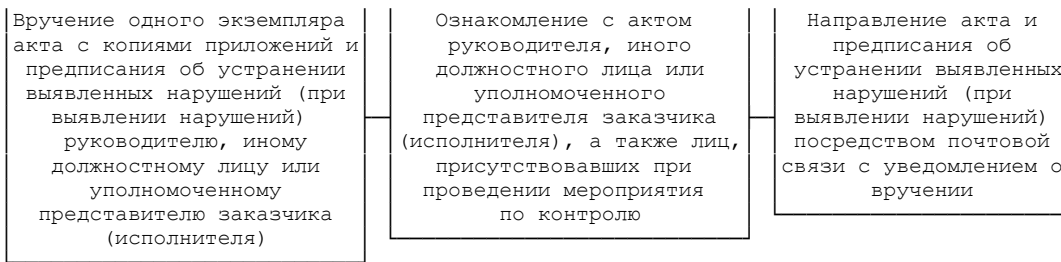 Вручение одного экземпляра
акта с копиями приложений и
предписания об устранении
выявленных нарушений (при
выявлении нарушений)
руководителю, иному
должностному лицу или
уполномоченному
представителю заказчика
(исполнителя)
Ознакомление с актом
руководителя, иного
должностного лица или
уполномоченного
представителя заказчика
(исполнителя), а также лиц,
присутствовавших при
проведении мероприятия
по контролю
Направление акта и
предписания об
устранении выявленных
нарушений (при
выявлении нарушений)
посредством почтовой
связи с уведомлением о
вручении